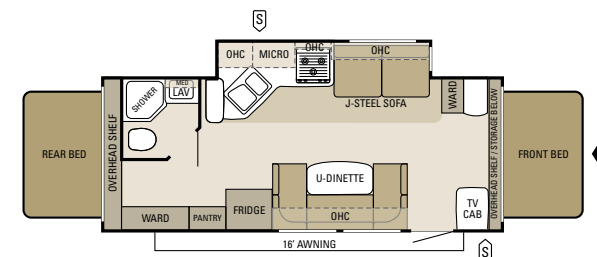 S
OHC
MICRO
OHC
OHC
MED
LAV
SHOWER
J-STEEL SOFA
WARD
OVERHEAD SHELF
OVERHEAD SHELF / STORAGE BELOW
REAR BED
FRONT BED
U-DINETTE
TV
CAB
FRIDGE
WARD
PANTRY
OHC
16' AWNING
S